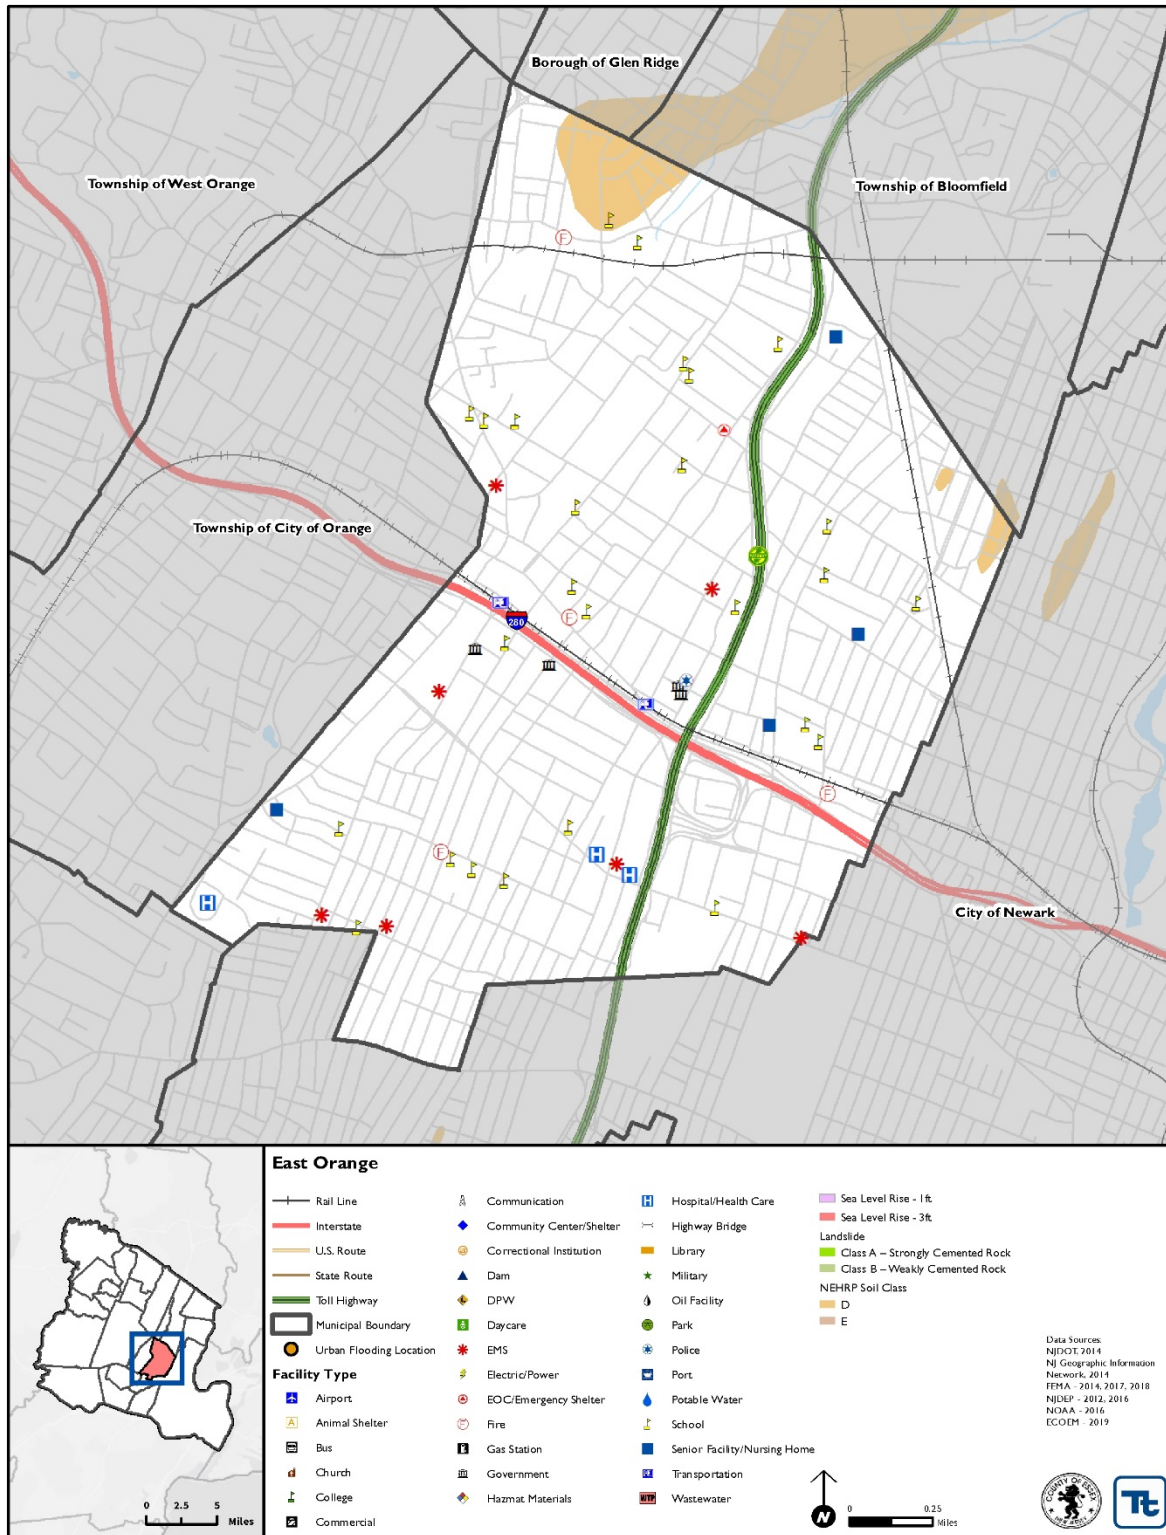 Borough of Glen Ridge
Township of West Orange
Township of Bloomfield
Township of City of Orange
280
City of Newark
East Orange
Rail Line
Interstate
U.S. Route
State Route
Toll Highway
Municipal Boundary
Urban Flooding Location
Facility Type
Airport
Animal Shelter
Bus
Church
College
Commercial
Communication
Community Center/Shelter
Correctional Institution
Dam
DPW
Daycare
EMS
Electric/Power
EOC/Emergency Shelter
Fire
Gas Station
Government
Hazmat Materials
Hospital/Health Care
Highway Bridge
Library
Military
Oil Facility
Park
Police
Port
Potable Water
School
Senior Facility/Nursing Home
Transportation
Wastewater
Sea Level Rise - 1ft
Sea Level Rise - 3ft
Landslide
Class A – Strongly Cemented Rock
Class B – Weakly Cemented Rock
NEHRP Soil Class
D
E
Data Sources:
NJDOT, 2014
NJ Geographic Information
Network, 2014
FEMA - 2014, 2017, 2018
NJDEP - 2012, 2016
NOAA - 2016
ECOEM - 2019
0 2.5 5
Miles
N
0 0.25
Miles
COUNTY OF ESSEX
NEW JERSEY
Tt